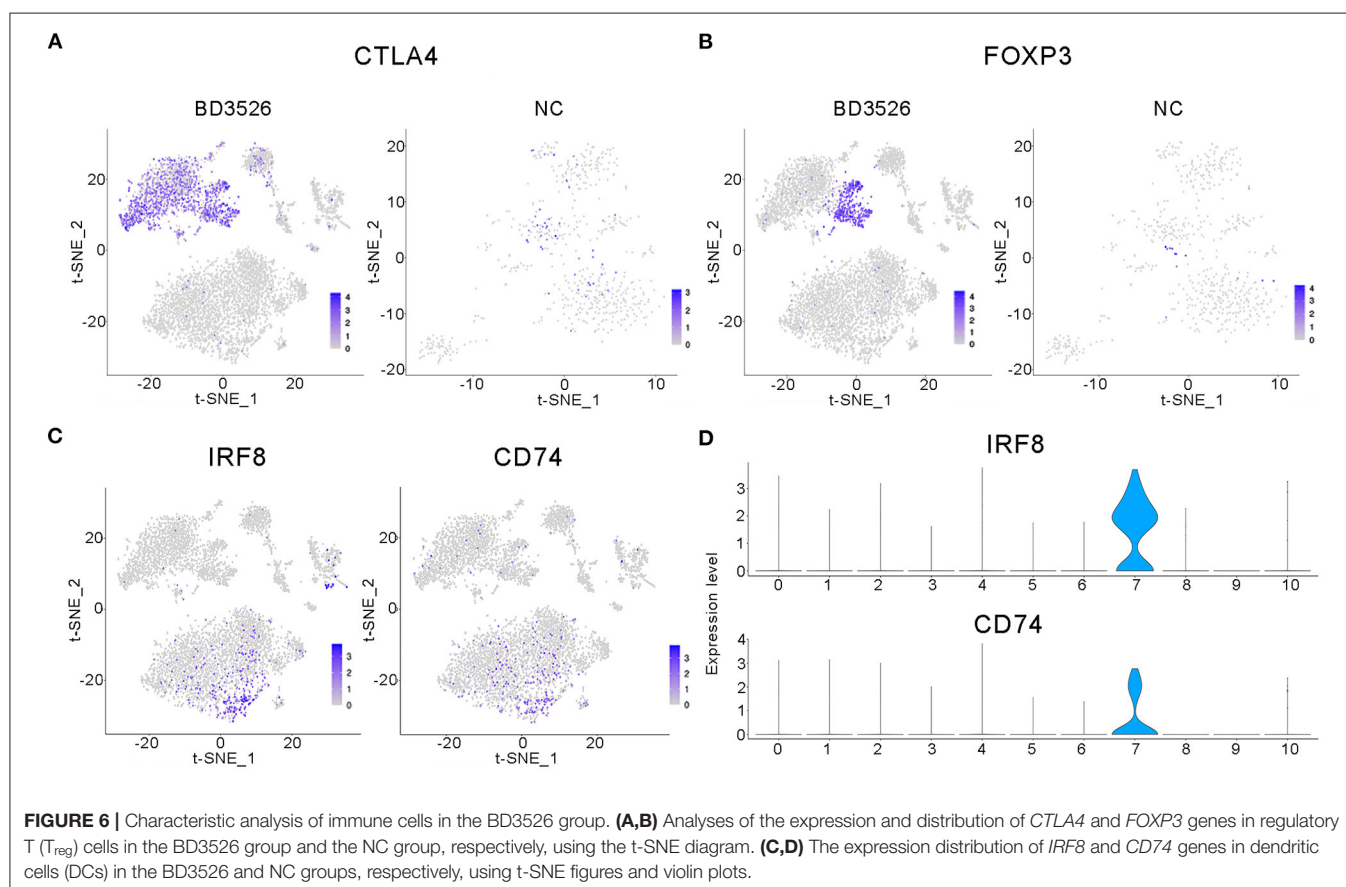 A
CTLA4
BD3526
NC
t-SNE_2
20
0
-20
-20
0
20
t-SNE_1
4
3
2
1
0
t-SNE_2
20
10
0
-10
-20
-10
0
10
t-SNE_1
3
2
1
0
B
FOXP3
BD3526
NC
t-SNE_2
20
0
-20
-20
0
20
t-SNE_1
4
3
2
1
0
t-SNE_2
20
10
0
-10
-20
-10
0
10
t-SNE_1
4
3
2
1
0
C
IRF8
CD74
t-SNE_2
20
0
-20
-20
0
20
t-SNE_1
3
2
1
0
t-SNE_2
20
0
-20
-20
0
20
t-SNE_1
3
2
1
0
D
IRF8
Expression level
3
2
1
0
0 1 2 3 4 5 6 7 8 9 10
CD74
4
3
2
1
0
0 1 2 3 4 5 6 7 8 9 10
FIGURE 6 | Characteristic analysis of immune cells in the BD3526 group. (A,B) Analyses of the expression and distribution of CTLA4 and FOXP3 genes in regulatory
T (Treg) cells in the BD3526 group and the NC group, respectively, using the t-SNE diagram. (C,D) The expression distribution of IRF8 and CD74 genes in dendritic
cells (DCs) in the BD3526 and NC groups, respectively, using t-SNE figures and violin plots.